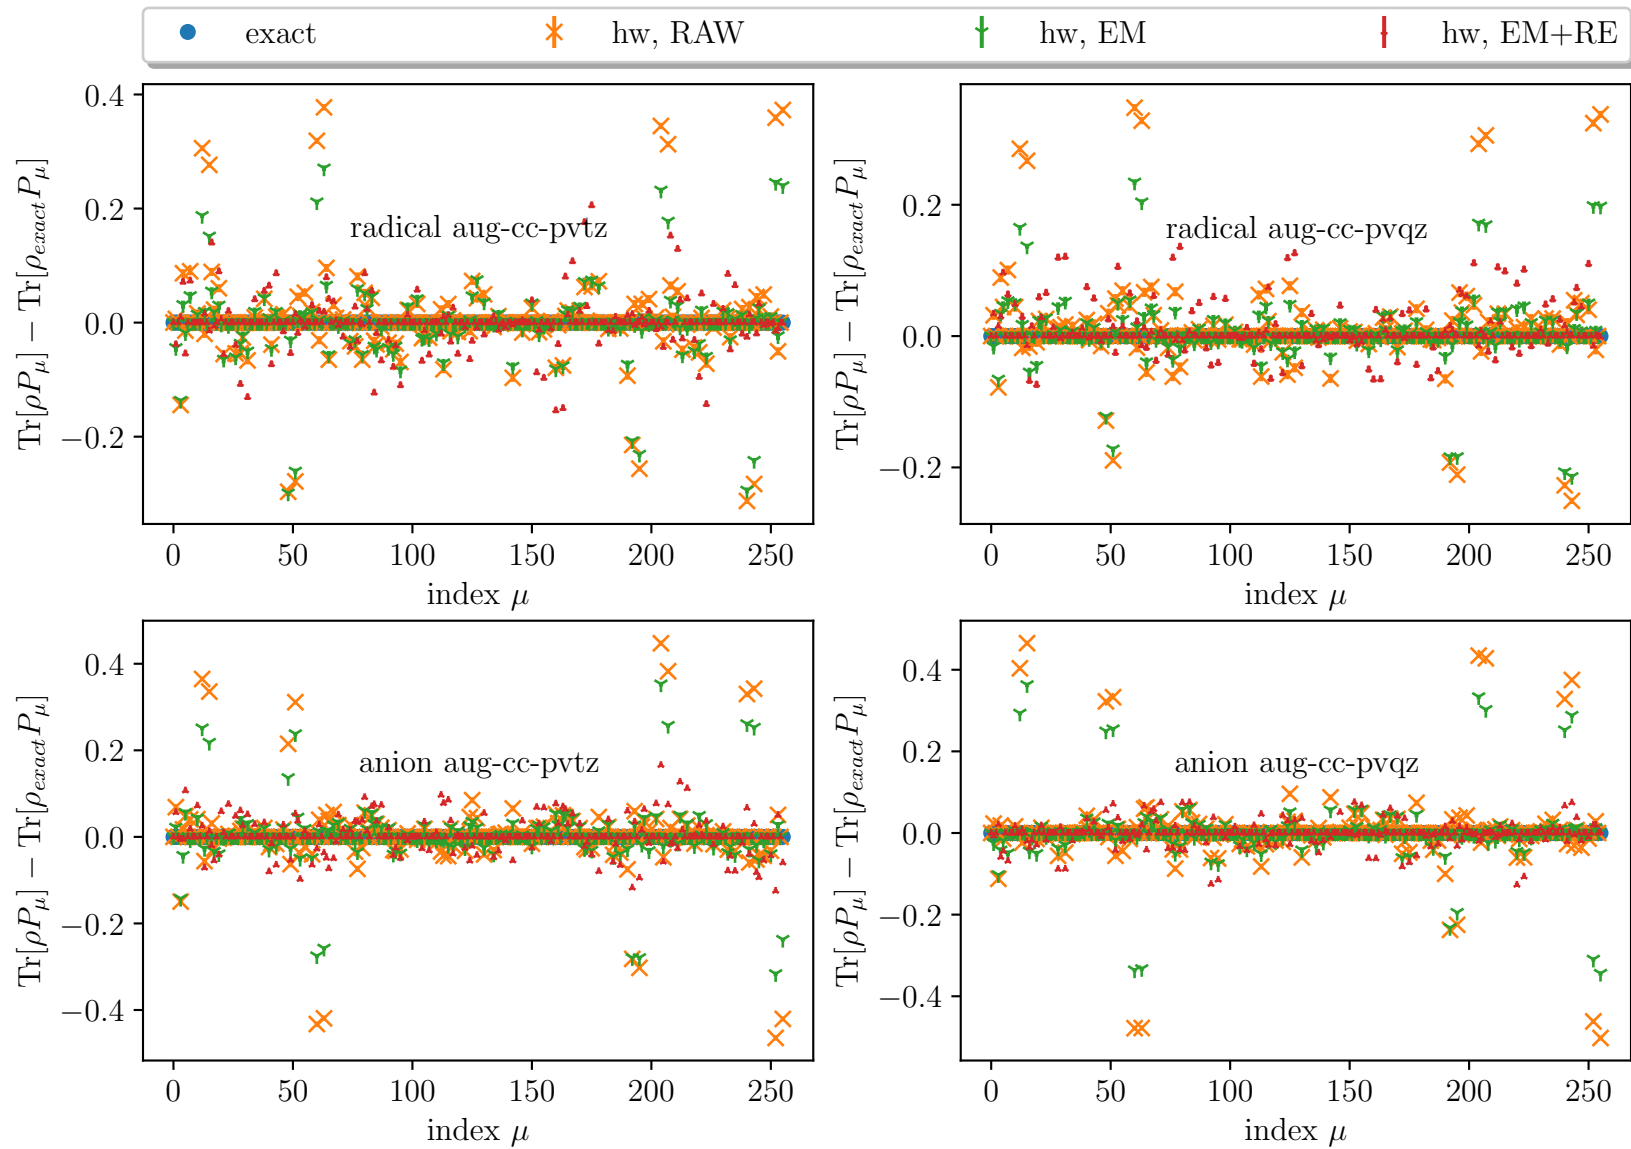 exact hw, RAW hw, EM hw, EM+RE
0.4
0.2
0.0
−0.2
Tr[ρP_μ] − Tr[ρ_exact P_μ]
radical aug-cc-pvtz
0 50 100 150 200 250
index μ
0.2
0.0
−0.2
Tr[ρP_μ] − Tr[ρ_exact P_μ]
radical aug-cc-pvqz
0 50 100 150 200 250
index μ
0.4
0.2
0.0
−0.2
−0.4
Tr[ρP_μ] − Tr[ρ_exact P_μ]
anion aug-cc-pvtz
0 50 100 150 200 250
index μ
0.4
0.2
0.0
−0.2
−0.4
Tr[ρP_μ] − Tr[ρ_exact P_μ]
anion aug-cc-pvqz
0 50 100 150 200 250
index μ